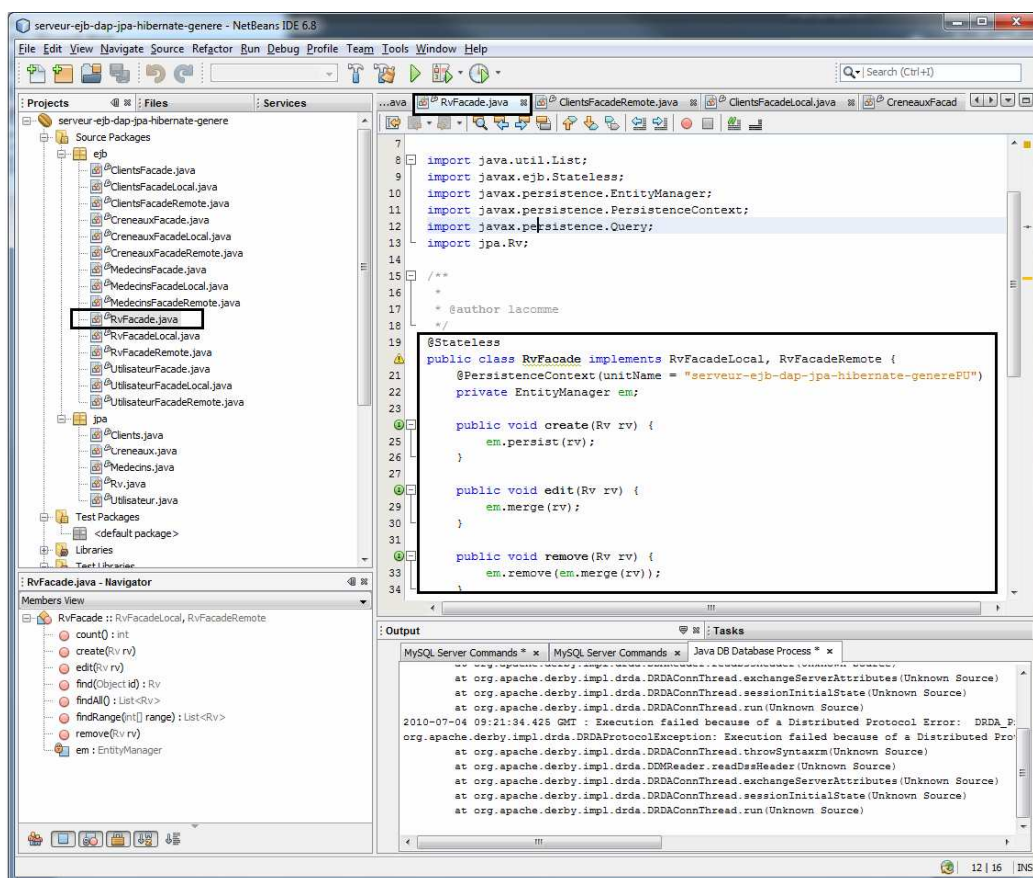 serveur-ejb-dap-jpa-hibernate-genere - NetBeans IDE 6.8
File Edit View Navigate Source Refactor Run Debug Profile Team Tools Window Help
Search (Ctrl+I)
Projects Files Services
serveur-ejb-dap-jpa-hibernate-genere
Source Packages
ejb
ClientsFacade.java
ClientsFacadeLocal.java
ClientsFacadeRemote.java
CreneauxFacade.java
CreneauxFacadeLocal.java
CreneauxFacadeRemote.java
MedecinsFacade.java
MedecinsFacadeLocal.java
MedecinsFacadeRemote.java
RvFacade.java
RvFacadeLocal.java
RvFacadeRemote.java
UtilisateurFacade.java
UtilisateurFacadeLocal.java
UtilisateurFacadeRemote.java
jpa
Clients.java
Creneaux.java
Medecins.java
Rv.java
Utilisateur.java
Test Packages
<default package>
Libraries
Test Libraries
RvFacade.java - Navigator
Members View
RvFacade :: RvFacadeLocal, RvFacadeRemote
count() : int
create(Rv rv)
edit(Rv rv)
find(Object id) : Rv
findAll() : List<Rv>
findRange(int[] range) : List<Rv>
remove(Rv rv)
em : EntityManager
...ava RvFacade.java ClientsFacadeRemote.java ClientsFacadeLocal.java CreneauxFacad
7
8 import java.util.List;
9 import javax.ejb.Stateless;
10 import javax.persistence.EntityManager;
11 import javax.persistence.PersistenceContext;
12 import javax.persistence.Query;
13 import jpa.Rv;
14
15 /**
16 *
17 * @author lacomme
18 */
19 @Stateless
public class RvFacade implements RvFacadeLocal, RvFacadeRemote {
21 @PersistenceContext(unitName = "serveur-ejb-dap-jpa-hibernate-generePU")
22 private EntityManager em;
23
public void create(Rv rv) {
25 em.persist(rv);
26 }
27
public void edit(Rv rv) {
29 em.merge(rv);
30 }
31
public void remove(Rv rv) {
33 em.remove(em.merge(rv));
34 }
Output Tasks
MySQL Server Commands * MySQL Server Commands Java DB Database Process *
at org.apache.derby.impl.drda.DRDAConnThread.exchangeServerAttributes(Unknown Source)
at org.apache.derby.impl.drda.DRDAConnThread.sessionInitialState(Unknown Source)
at org.apache.derby.impl.drda.DRDAConnThread.run(Unknown Source)
2010-07-04 09:21:34.425 GMT : Execution failed because of a Distributed Protocol Error: DRDA_P
org.apache.derby.impl.drda.DRDAProtocolException: Execution failed because of a Distributed Pro
at org.apache.derby.impl.drda.DRDAConnThread.throwSyntaxrm(Unknown Source)
at org.apache.derby.impl.drda.DDMReader.readDssHeader(Unknown Source)
at org.apache.derby.impl.drda.DRDAConnThread.exchangeServerAttributes(Unknown Source)
at org.apache.derby.impl.drda.DRDAConnThread.sessionInitialState(Unknown Source)
at org.apache.derby.impl.drda.DRDAConnThread.run(Unknown Source)
12 | 16 INS